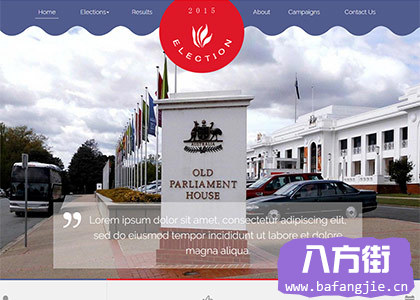 Home
Elections
Results
2015
ELECTION
About
Campaigns
Contact Us
AUSTRALIA
OLD
PARLIAMENT
HOUSE
Lorem ipsum dolor sit amet, consectetur adipiscing elit,
sed do eiusmod tempor incididunt ut labore et dolore
magna aliqua.
八方街
www.bafangjie.cn